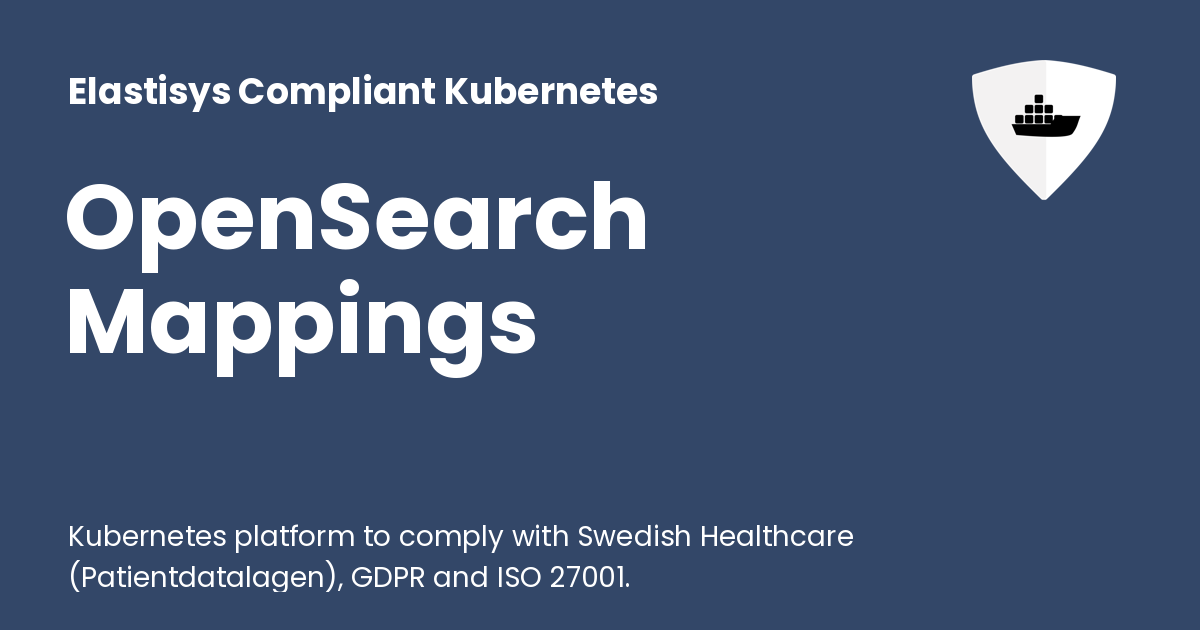 Elastisys Compliant Kubernetes
OpenSearch
Mappings
Kubernetes platform to comply with Swedish Healthcare
(Patientdatalagen), GDPR and ISO 27001.